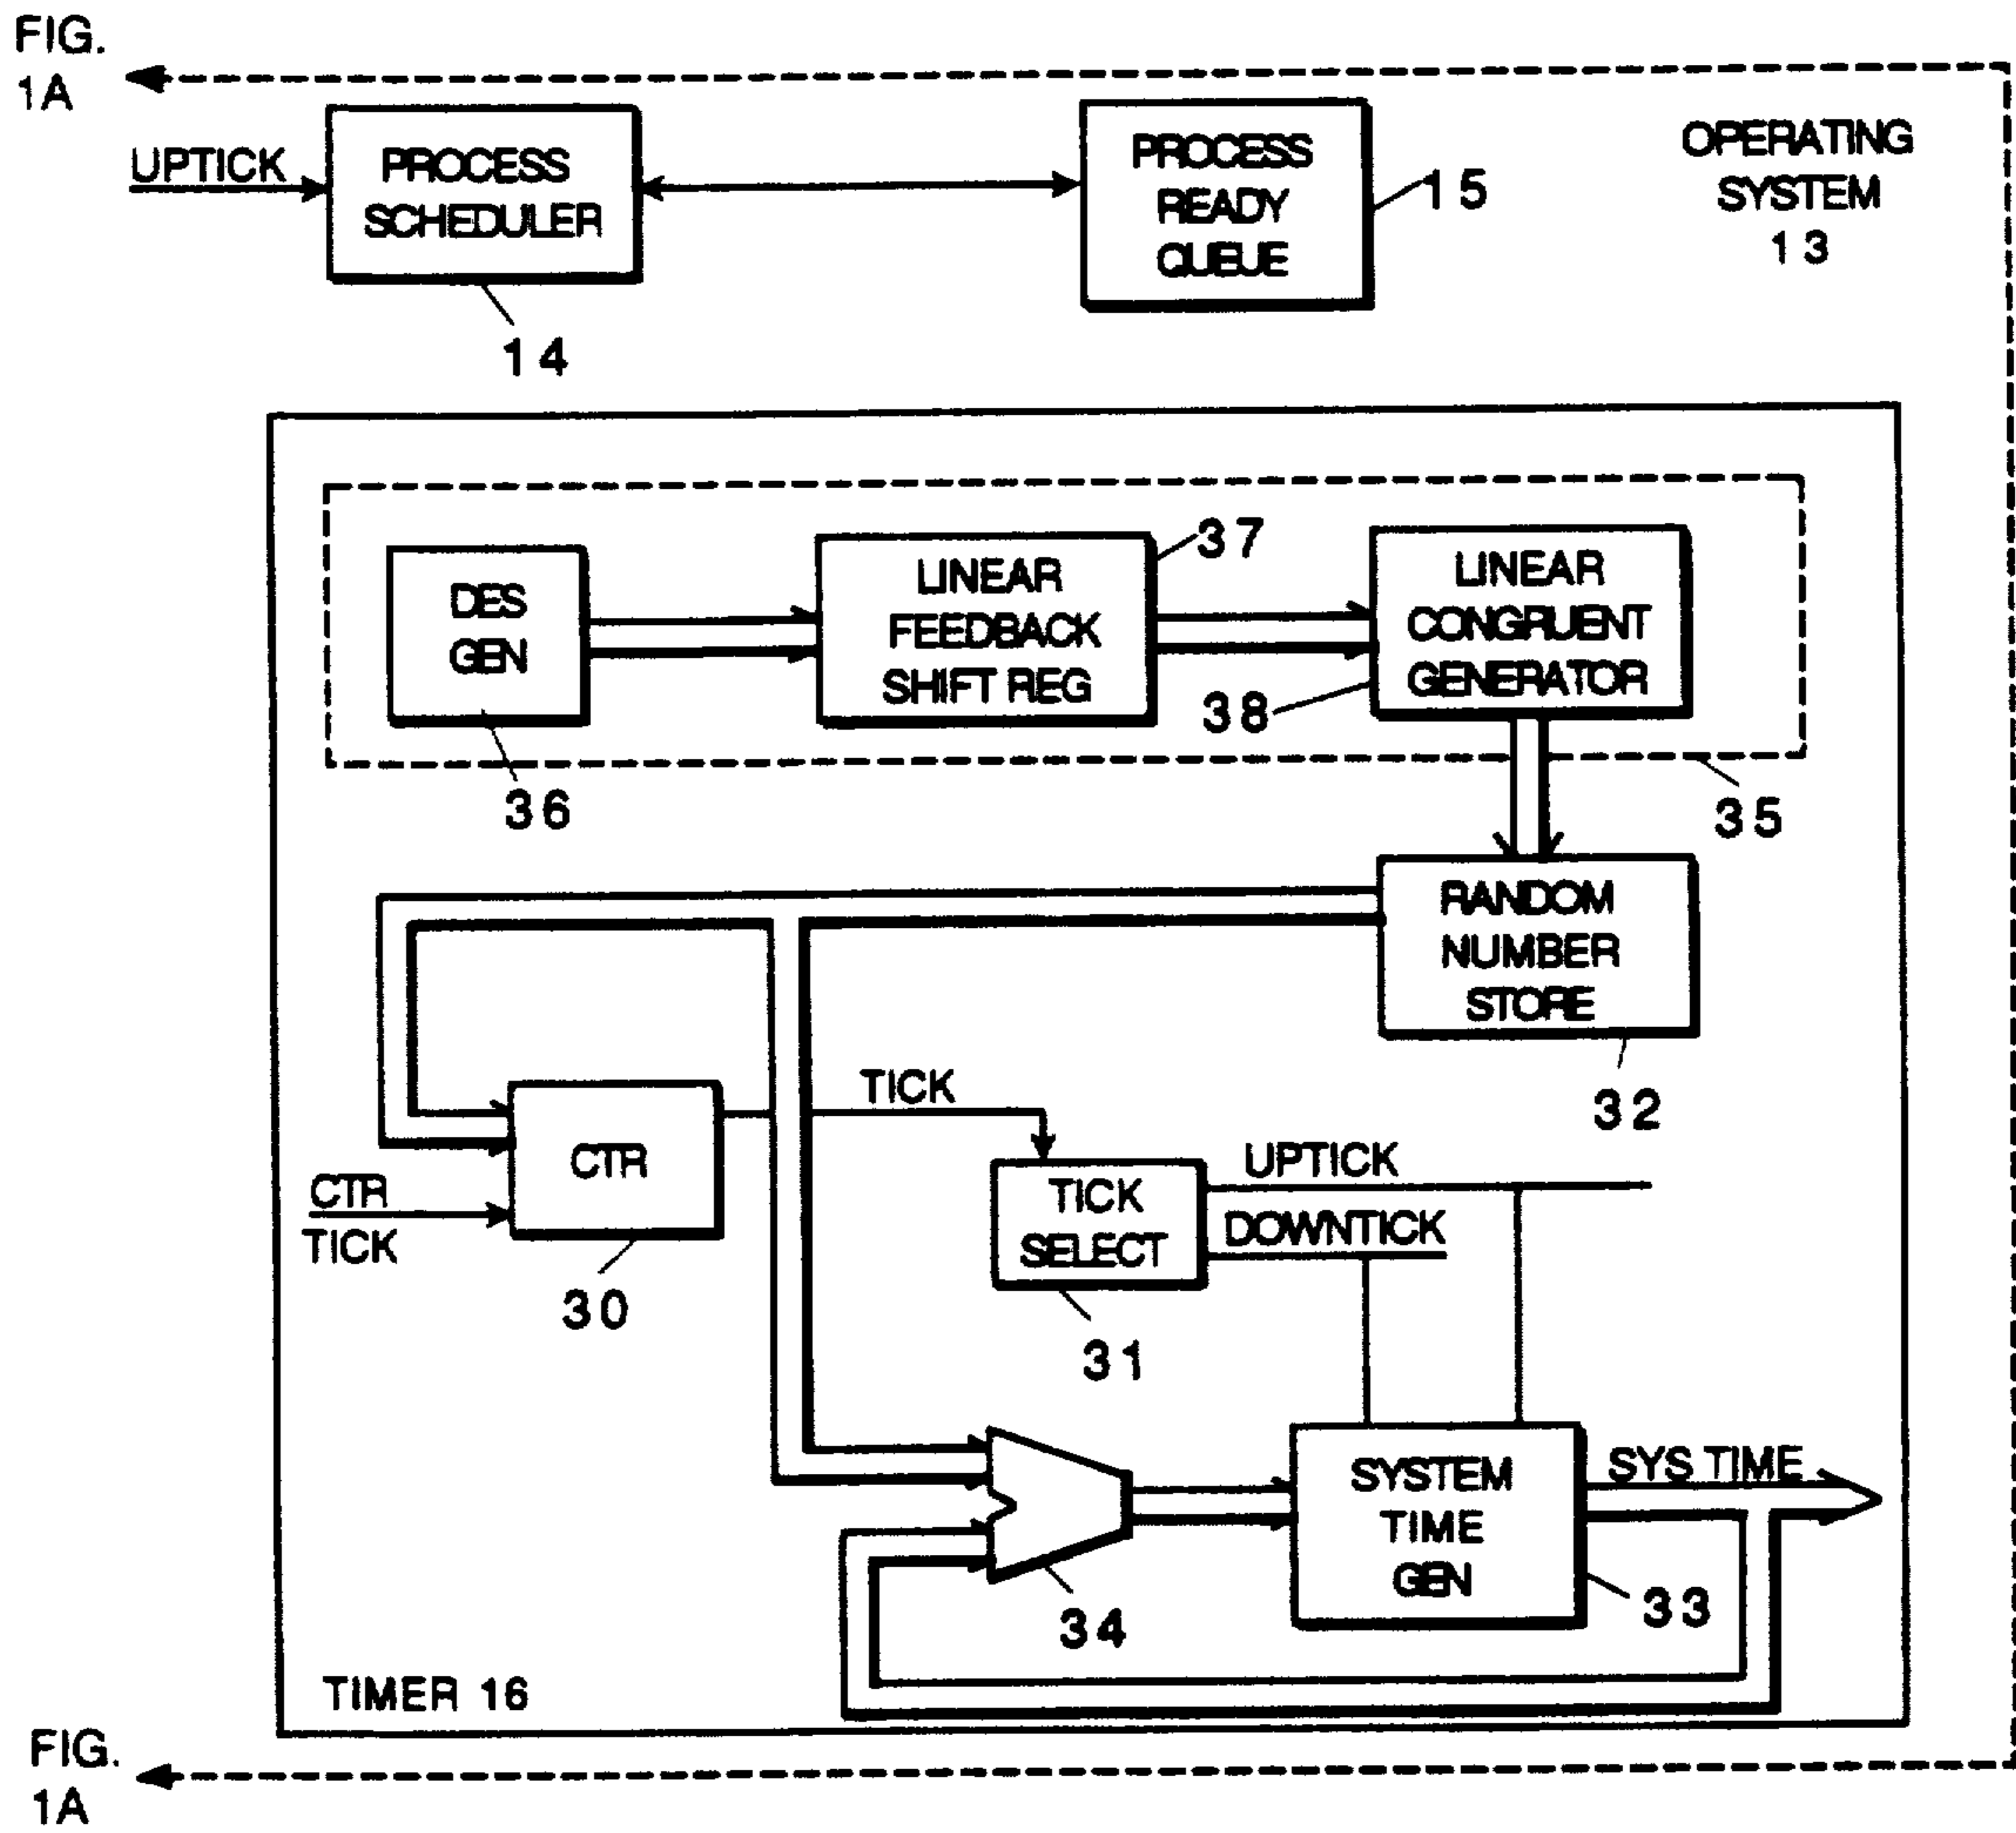 FIG.
1A
UPTICK
PROCESS
SCHEDULER
14
PROCESS
READY
QUEUE
15
OPERATING
SYSTEM
13
DES
GEN
36
LINEAR
FEEDBACK
SHIFT REG
37
LINEAR
CONGRUENT
GENERATOR
38
35
RANDOM
NUMBER
STORE
32
CTR
TICK
CTR
30
TICK
TICK
SELECT
31
UPTICK
DOWNTICK
34
SYSTEM
TIME
GEN
33
SYS TIME
TIMER 16
FIG.
1A